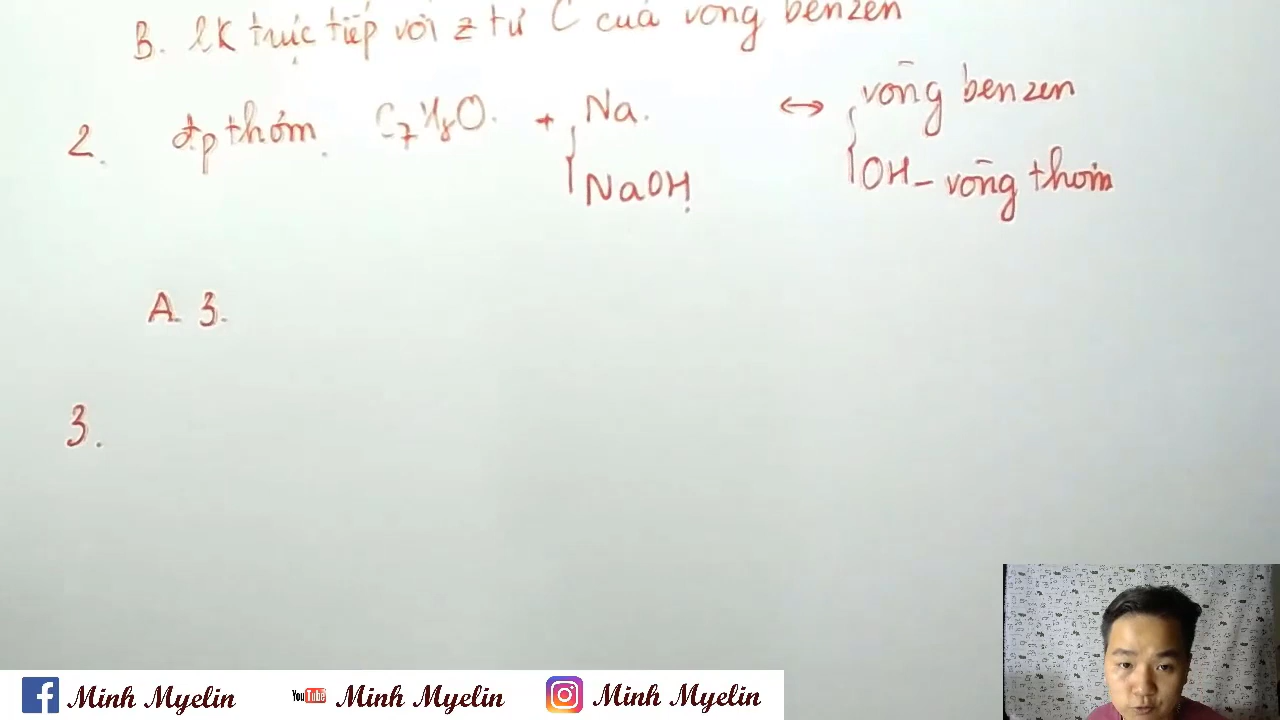 B. lK trực tiếp với z tử C của vòng benzen
2. đp thơm C7H8O. + { Na. ↔ { vòng benzen
NaOH OH - vòng thơm
A. 3.
3.
Minh Myelin YouTube Minh Myelin Minh Myelin